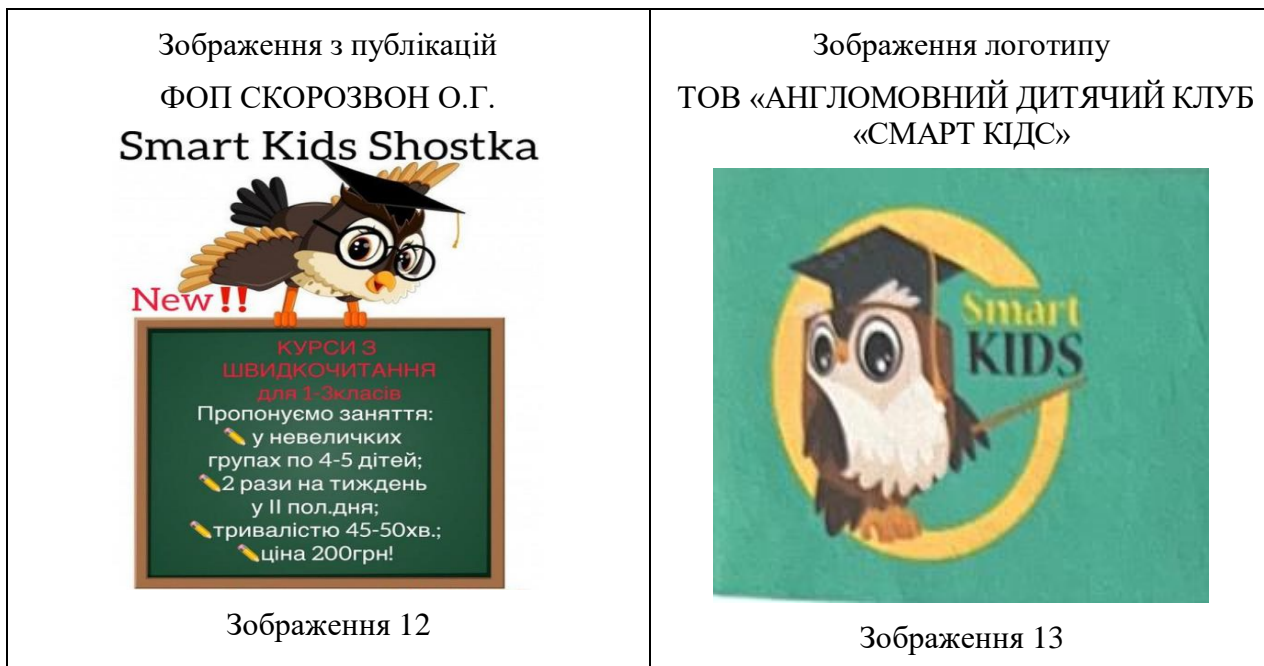 Зображення з публікацій
ФОП СКОРОЗВОН О.Г.
Smart Kids Shostka
New!!
КУРСИ З
ШВИДКОЧИТАННЯ
для 1-3класів
Пропонуємо заняття:
у невеличких
групах по 4-5 дітей;
2 рази на тиждень
у ІІ пол.дня;
тривалістю 45-50хв.;
ціна 200грн!
Зображення 12
Зображення логотипу
ТОВ «АНГЛОМОВНИЙ ДИТЯЧИЙ КЛУБ
«СМАРТ КІДС»
Smart
KIDS
Зображення 13